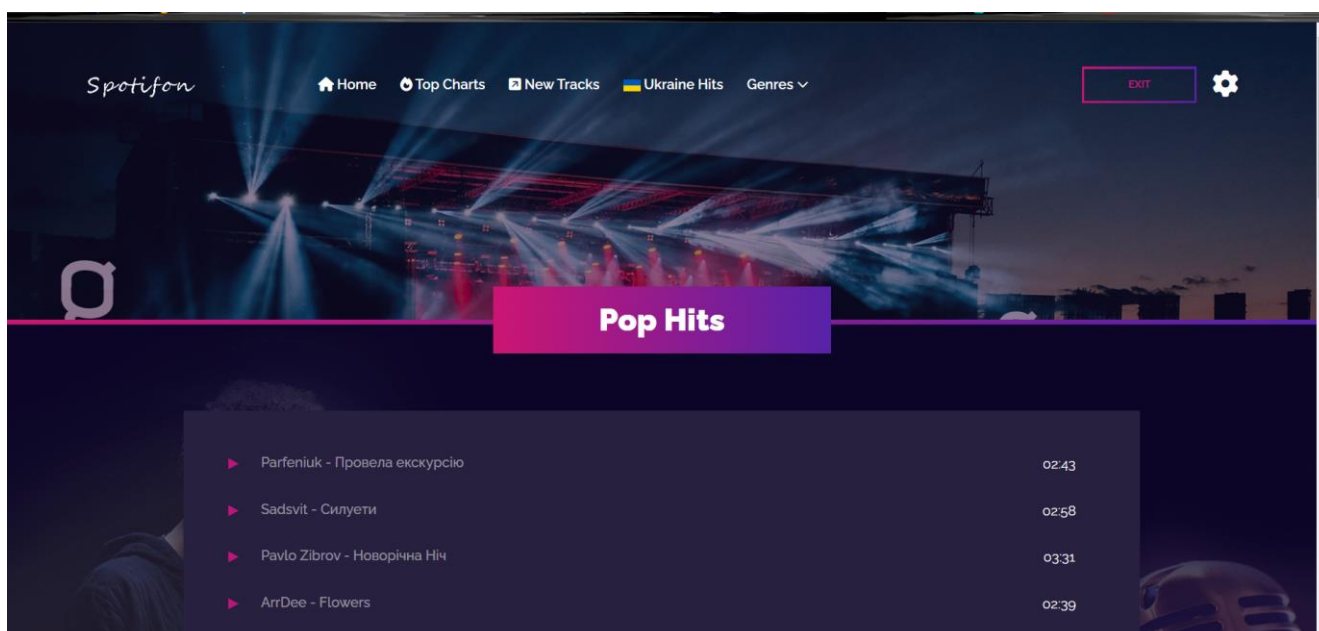 Spotifon
Home Top Charts New Tracks Ukraine Hits Genres
EXIT
Pop Hits
Parfeniuk - Провела екскурсію 02:43
Sadsvit - Силуети 02:58
Pavlo Zibrov - Новорічна Ніч 03:31
ArrDee - Flowers 02:39